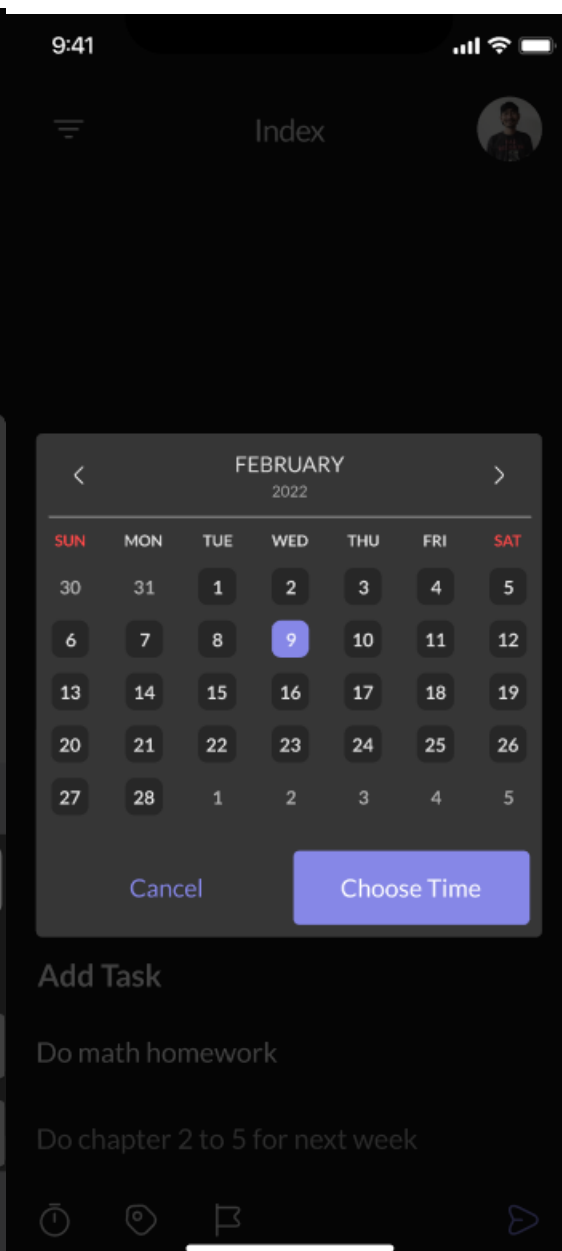 9:41
Index
FEBRUARY
2022
SUN MON TUE WED THU FRI SAT
30 31 1 2 3 4 5
6 7 8 9 10 11 12
13 14 15 16 17 18 19
20 21 22 23 24 25 26
27 28 1 2 3 4 5
Cancel Choose Time
Add Task
Do math homework
Do chapter 2 to 5 for next week